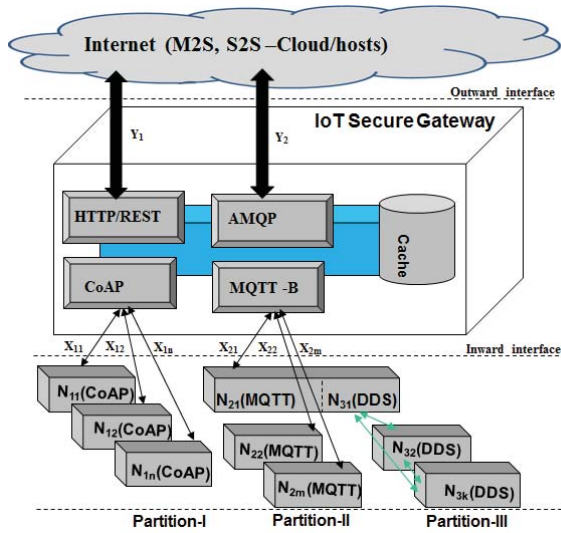 Internet (M2S, S2S –Cloud/hosts)
Outward interface
IoT Secure Gateway
Y1 Y2
HTTP/REST AMQP
Cache
CoAP MQTT -B
X11 X12 X1n X21 X22 X2m
Inward interface
N11(CoAP) N21(MQTT) N31(DDS)
N12(CoAP) N22(MQTT) N32(DDS)
N1n(CoAP) N2m(MQTT) N3k(DDS)
Partition-I Partition-II Partition-III